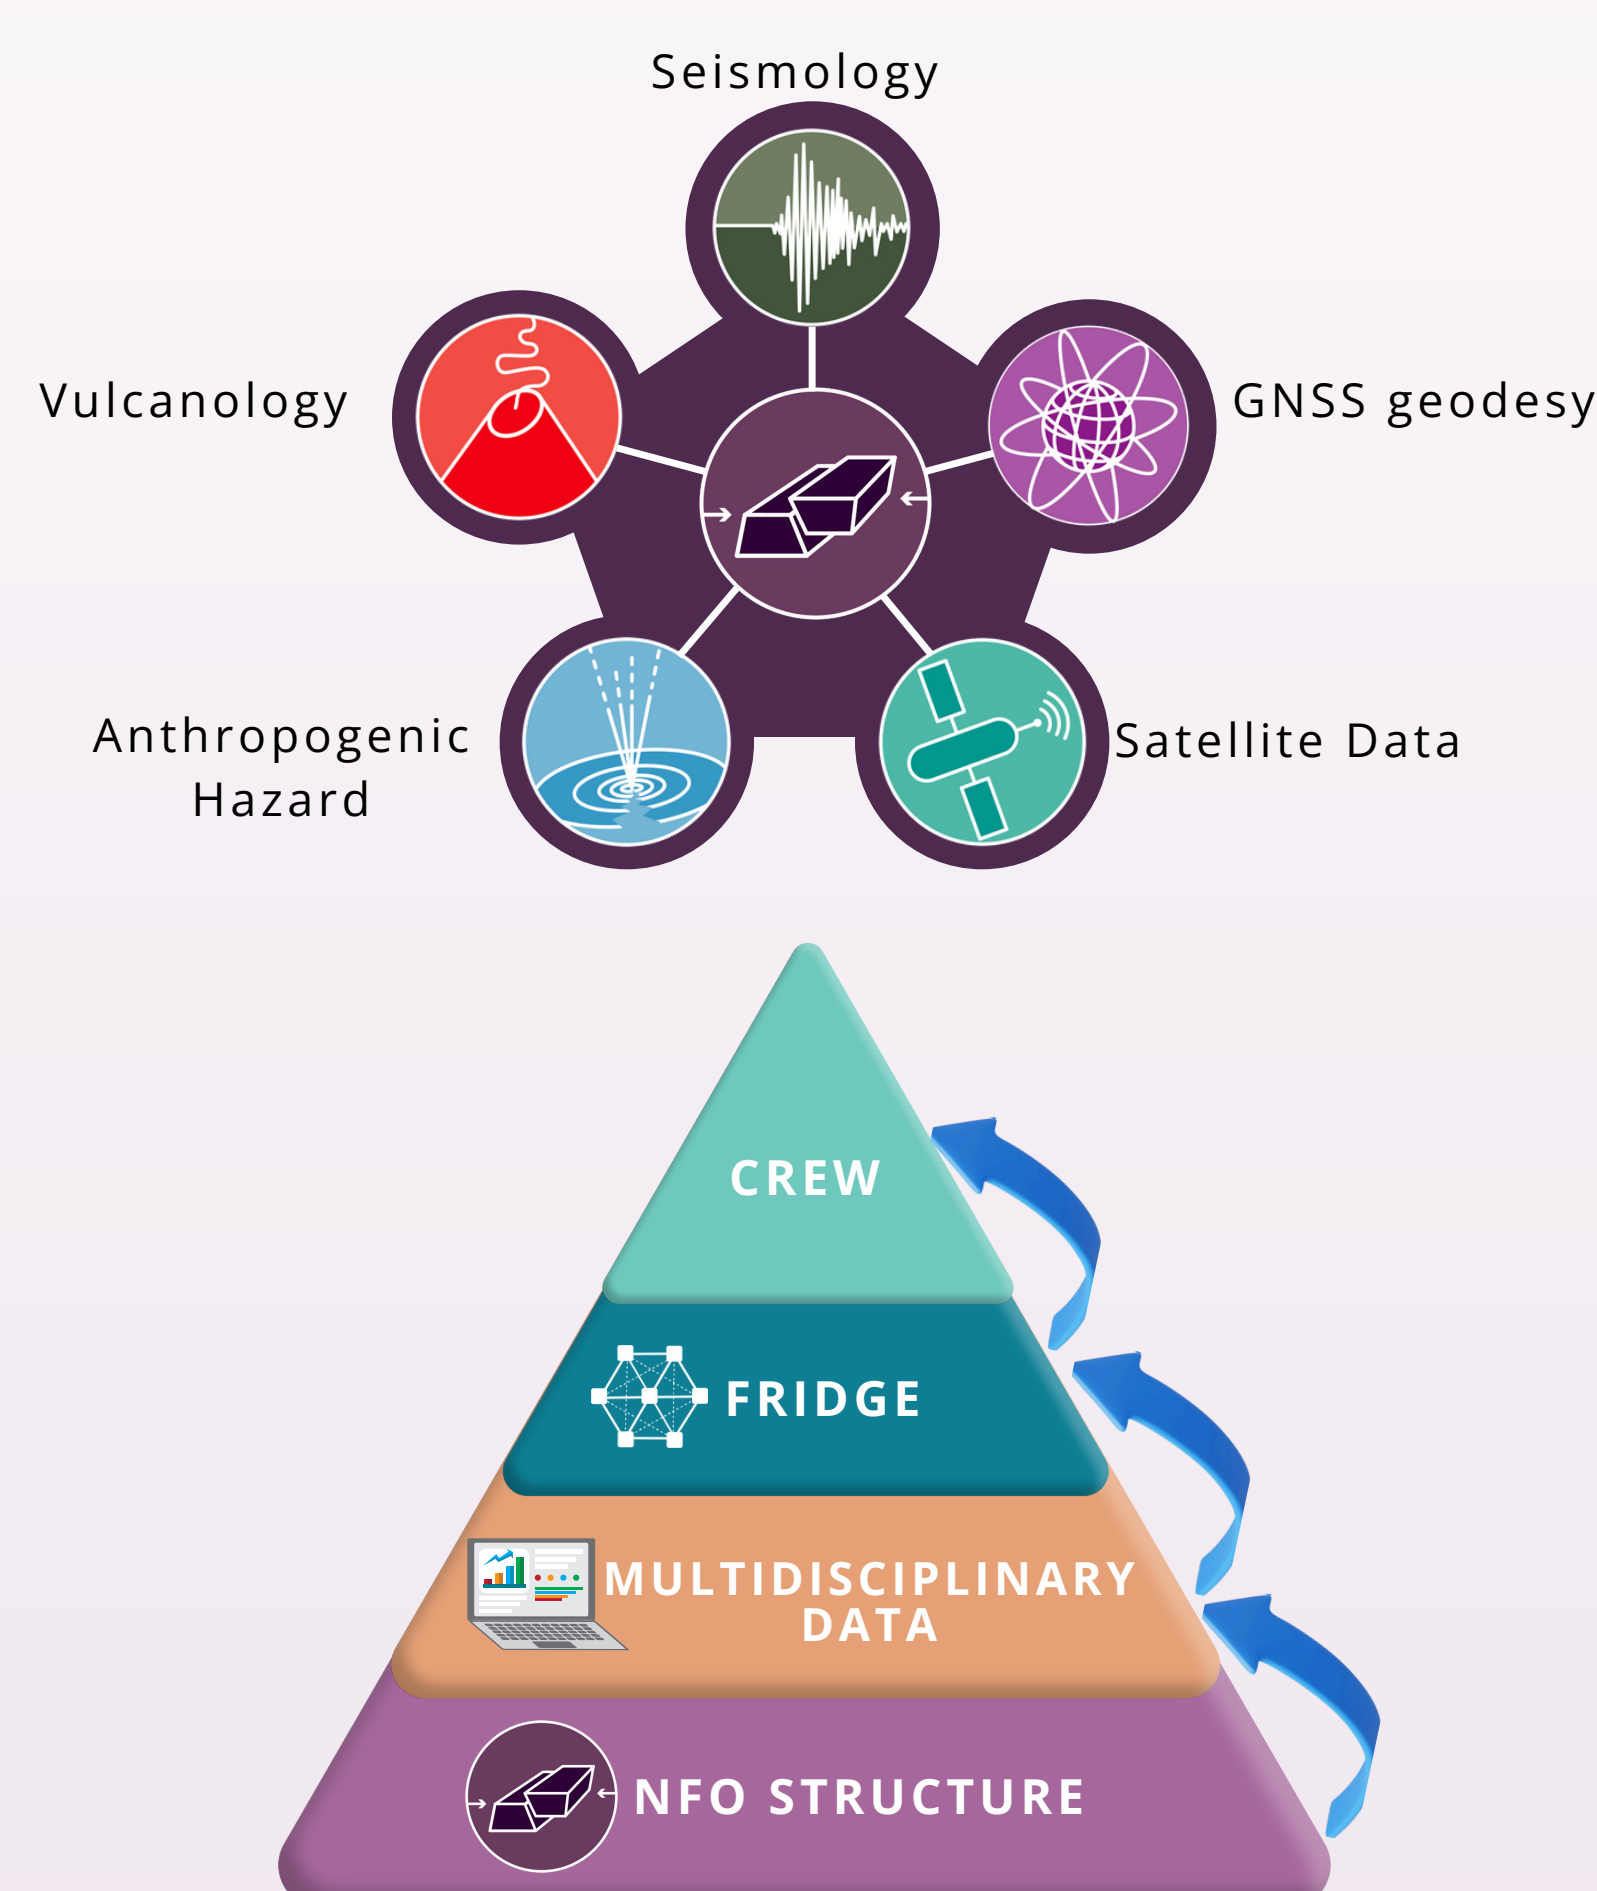 Seismology
Vulcanology
GNSS geodesy
Anthropogenic
Hazard
Satellite Data
CREW
FRIDGE
MULTIDISCIPLINARY
DATA
NFO STRUCTURE